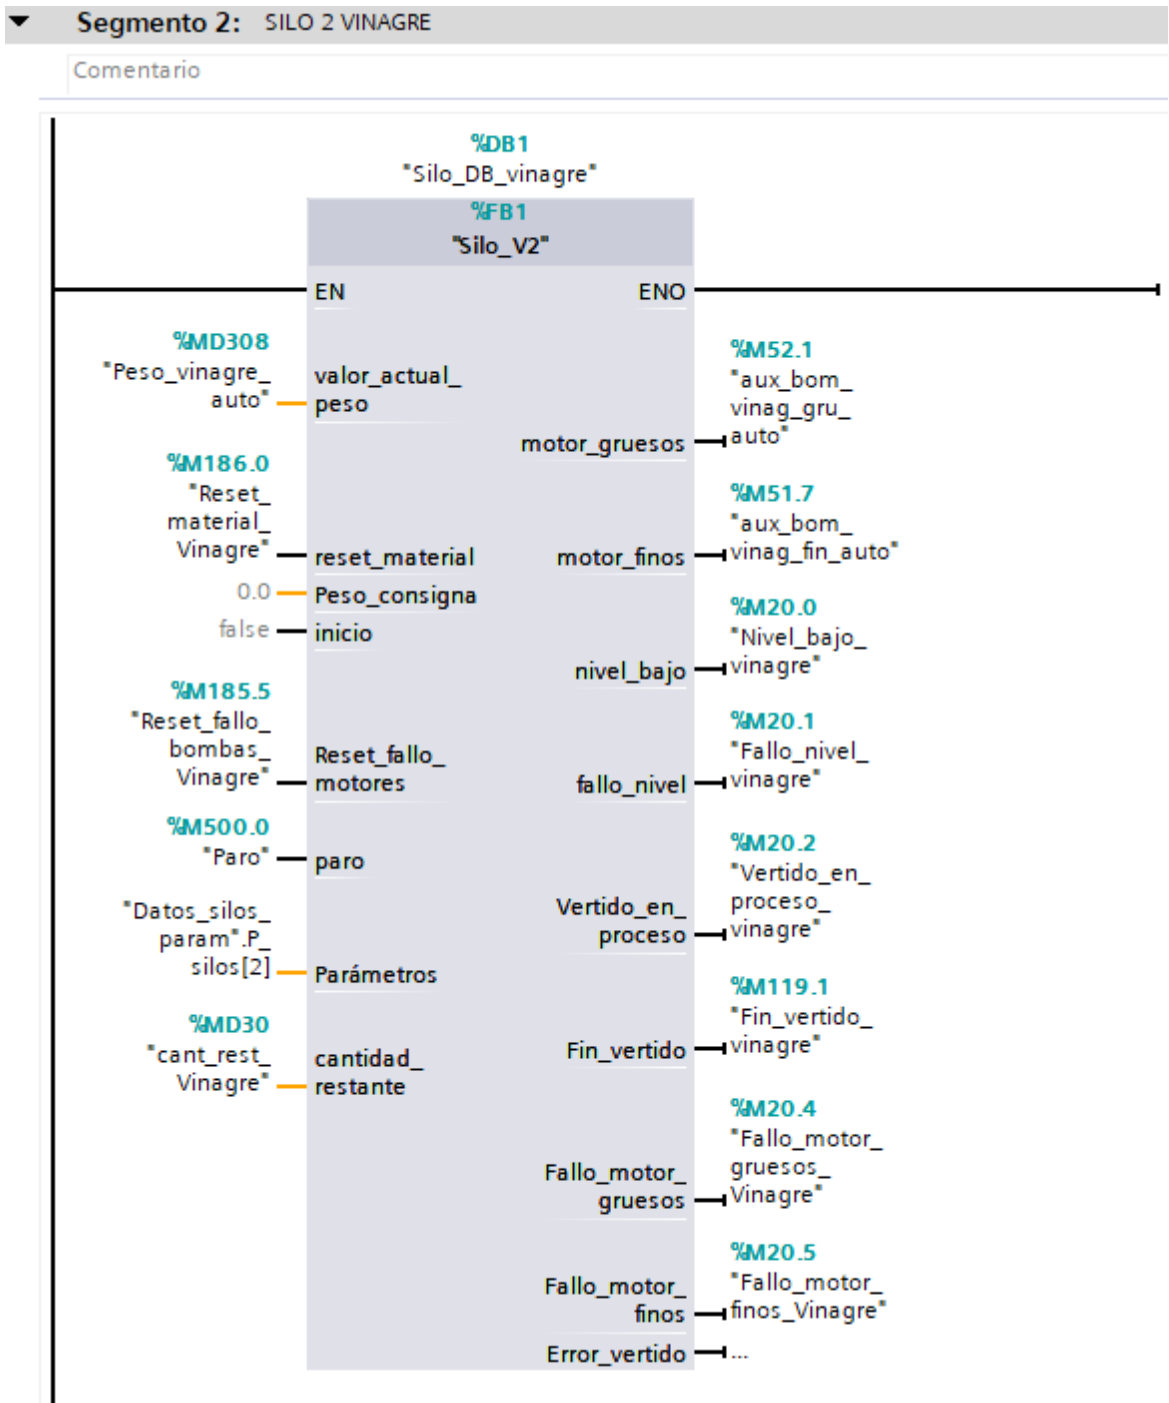 Segmento 2: SILO 2 VINAGRE
Comentario
%DB1
"Silo_DB_vinagre"
%FB1
"Silo_V2"
EN
ENO
%MD308
"Peso_vinagre_
auto"
valor_actual_
peso
%M186.0
"Reset_
material_
Vinagre"
reset_material
0.0
Peso_consigna
false
inicio
%M185.5
"Reset_fallo_
bombas_
Vinagre"
Reset_fallo_
motores
%M500.0
"Paro"
paro
"Datos_silos_
param".P_
silos[2]
Parámetros
%MD30
"cant_rest_
Vinagre"
cantidad_
restante
motor_gruesos
%M52.1
"aux_bom_
vinag_gru_
auto"
motor_finos
%M51.7
"aux_bom_
vinag_fin_auto"
nivel_bajo
%M20.0
"Nivel_bajo_
vinagre"
fallo_nivel
%M20.1
"Fallo_nivel_
vinagre"
Vertido_en_
proceso
%M20.2
"Vertido_en_
proceso_
vinagre"
Fin_vertido
%M119.1
"Fin_vertido_
vinagre"
Fallo_motor_
gruesos
%M20.4
"Fallo_motor_
gruesos_
Vinagre"
Fallo_motor_
finos
%M20.5
"Fallo_motor_
finos_Vinagre"
Error_vertido
...